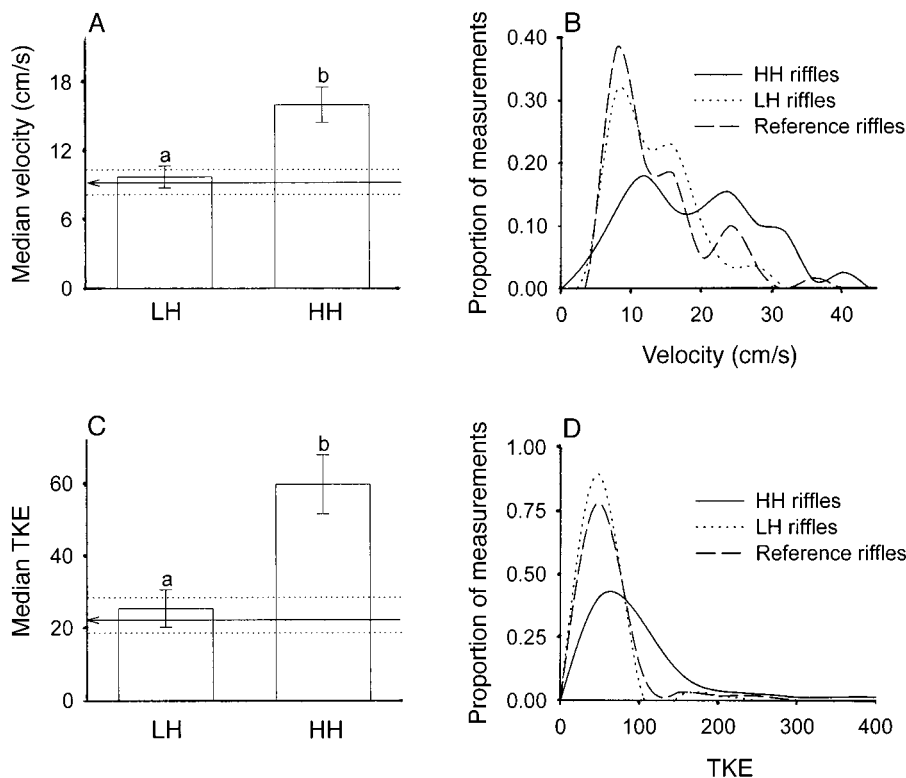 A
Median velocity (cm/s)
18
12
6
0
a
b
LH
HH
B
Proportion of measurements
0.40
0.30
0.20
0.10
0.00
HH riffles
LH riffles
Reference riffles
0
10
20
30
40
Velocity (cm/s)
C
Median TKE
60
40
20
0
a
b
LH
HH
D
Proportion of measurements
1.00
0.75
0.50
0.25
0.00
HH riffles
LH riffles
Reference riffles
0
100
200
300
400
TKE